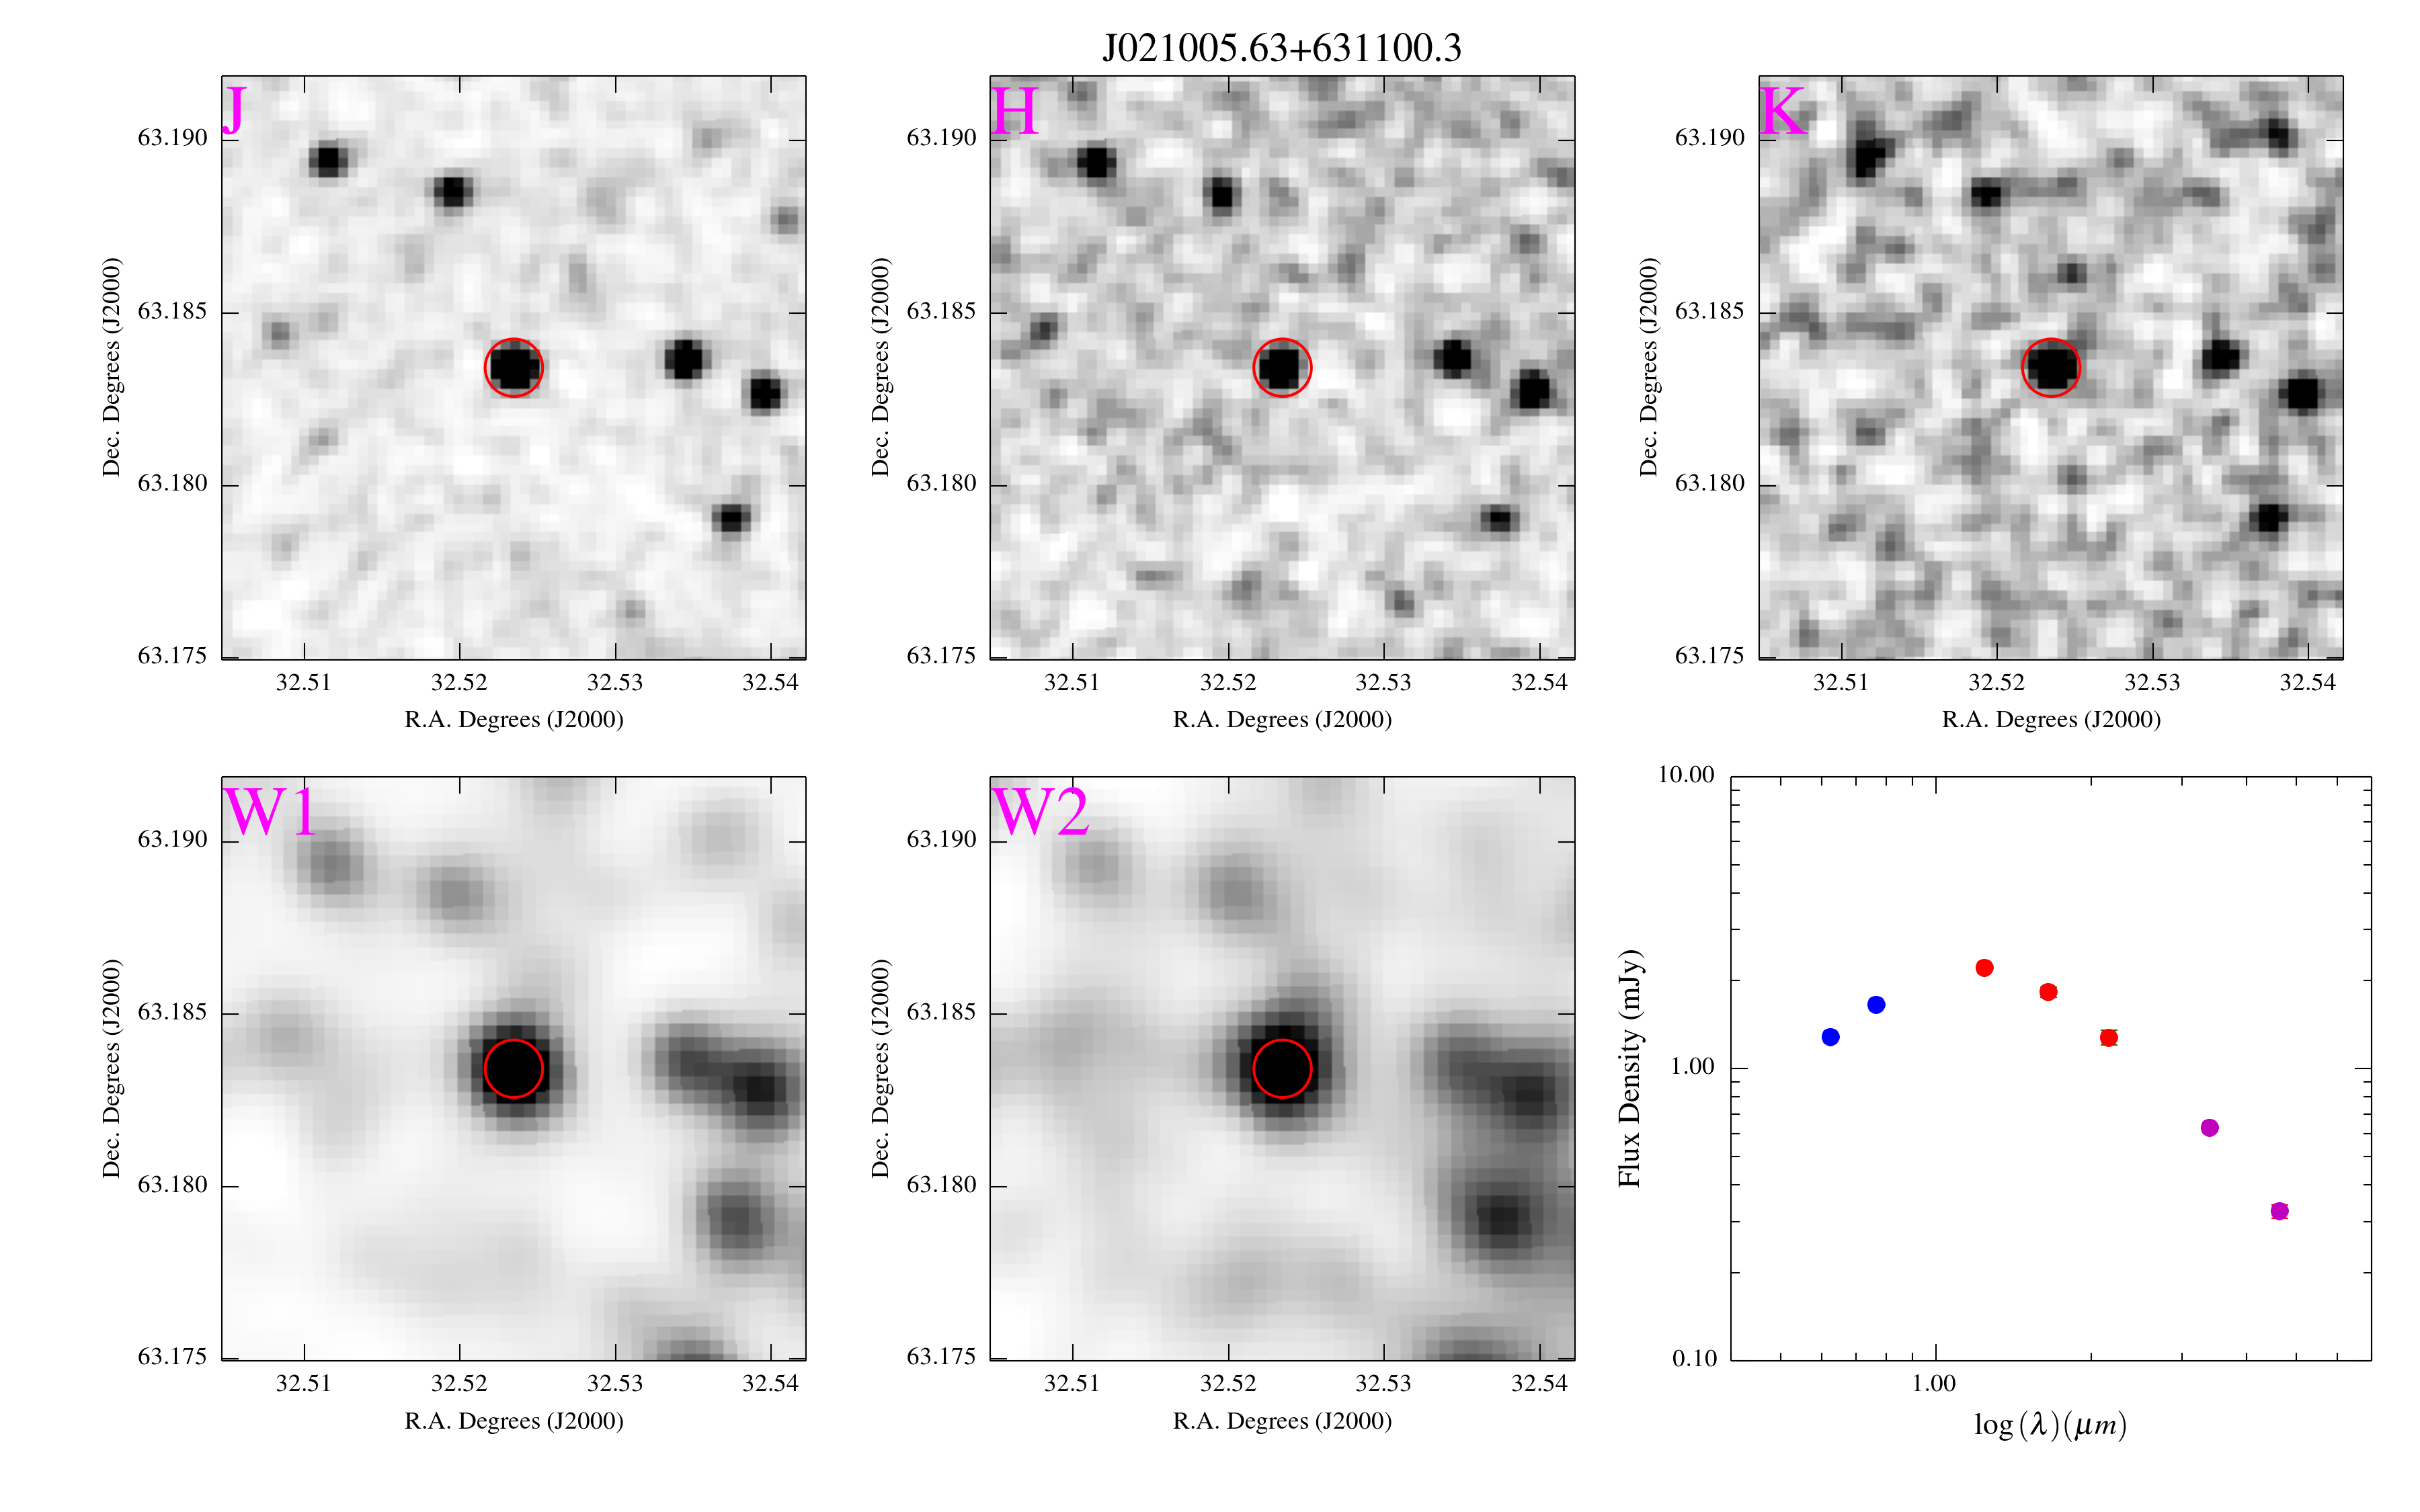 J021005.63+631100.3
J
63.190
63.185
63.180
63.175
Dec. Degrees (J2000)
32.51 32.52 32.53 32.54
R.A. Degrees (J2000)
H
63.190
63.185
63.180
63.175
Dec. Degrees (J2000)
32.51 32.52 32.53 32.54
R.A. Degrees (J2000)
K
63.190
63.185
63.180
63.175
Dec. Degrees (J2000)
32.51 32.52 32.53 32.54
R.A. Degrees (J2000)
W1
63.190
63.185
63.180
63.175
Dec. Degrees (J2000)
32.51 32.52 32.53 32.54
R.A. Degrees (J2000)
W2
63.190
63.185
63.180
63.175
Dec. Degrees (J2000)
32.51 32.52 32.53 32.54
R.A. Degrees (J2000)
10.00
1.00
0.10
Flux Density (mJy)
1.00
log(λ)(μm)